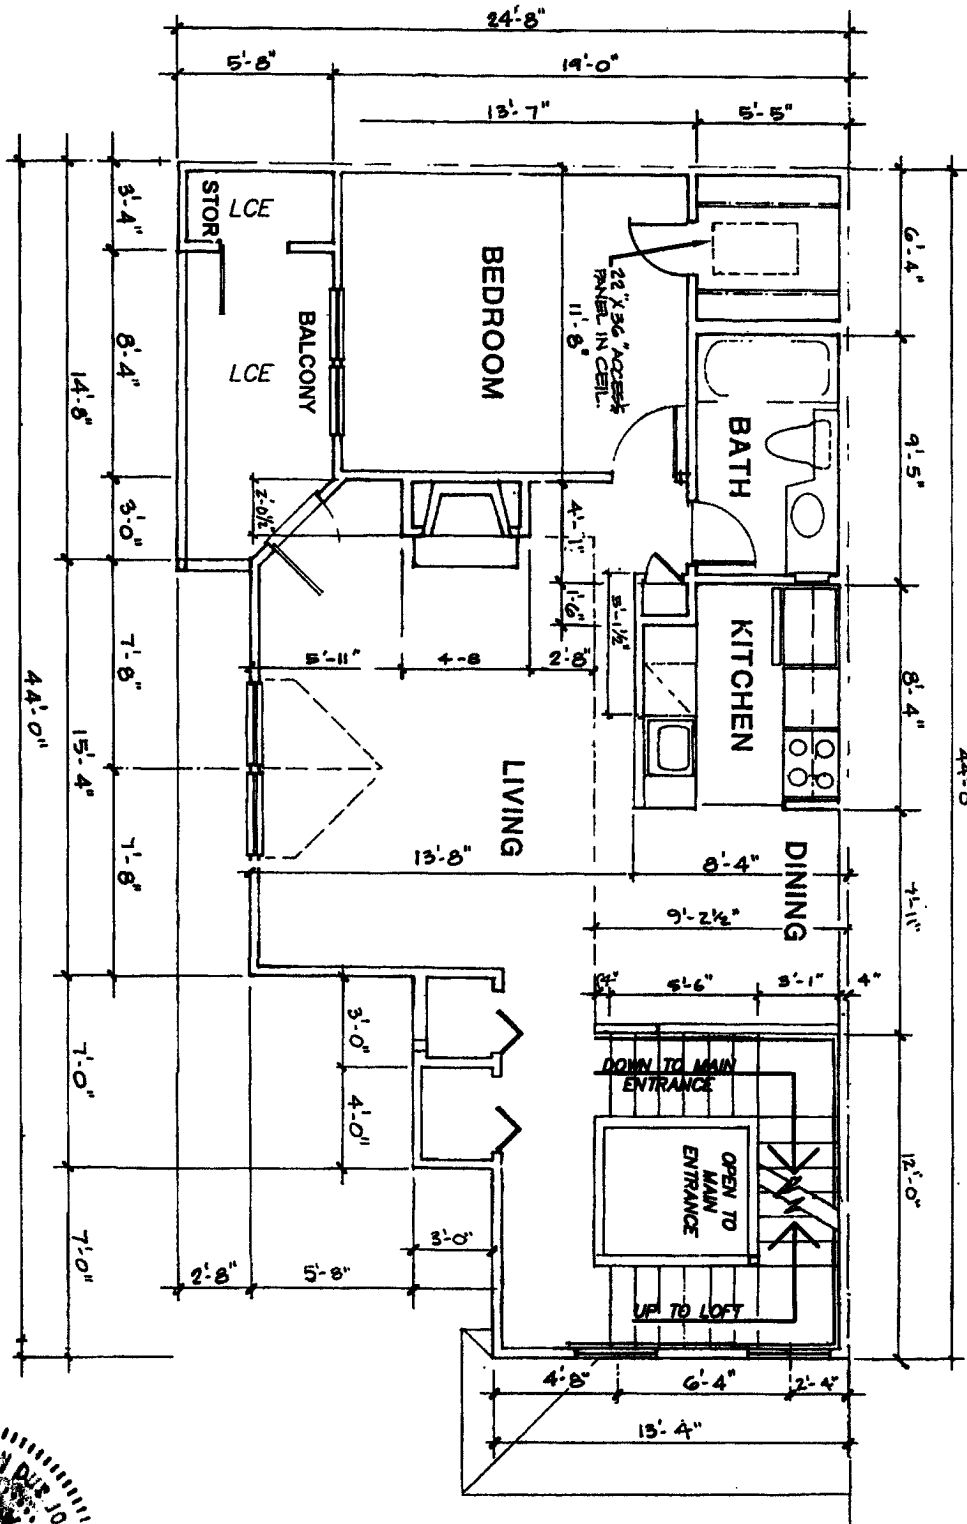 24'-8"
5'-8"
19'-0"
13'-7"
5'-5"
3'-4"
8'-4"
14'-8"
3'-0"
7'-8"
15'-4"
7'-8"
44'-0"
7'-0"
7'-0"
STOR
LCE
LCE
BALCONY
BEDROOM
22"X36" ACCESS
PANEL IN CEIL.
11'-8"
6'-4"
BATH
9'-5"
2'-0½"
4'-1"
1'-6"
5'-1½"
5'-11"
4-8
2'-8"
KITCHEN
8'-4"
44'-0
LIVING
13'-8"
8'-4"
DINING
9'-2½"
7'-11"
4"
5'-6"
3'-1"
4"
3'-0"
4'-0"
DOWN TO MAIN
ENTRANCE
OPEN TO
MAIN
ENTRANCE
12'-0"
UP TO LOFT
3'-0"
2'-8"
5'-8"
4'-8"
6'-4"
2'-4"
13'-4"